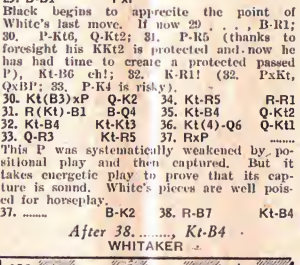 Black begins to apprecite the point of
White's last move. If now 29 . . . , B-R1;
30. P-Kt6, Q-Kt2; 31. P-R5 (thanks to
foresight his KKt2 is protected and now he
has had time to create a protected passed
P), Kt-B6 ch!; 32. K-R1! (32. PxKt,
QxBP; 33. P-K4 is risky).
30. Kt(B3)xP Q-K2 34. Kt-R5 R-R1
31. R(Kt)-B1 B-Q4 35. Kt-B4 Q-Kt2
32. Kt-B4 Kt-Kt3 36. Kt(4)-Q6 Q-Kt1
33. Q-R3 Kt-R5 37. RxP ........
This P was systematically weakened by po-
sitional play and then captured. But it
takes energetic play to prove that its cap-
ture is sound. White's pieces are well pois-
ed for horseplay.
37. ........ B-K2 38. R-B7 Kt-B4
After 38. ........, Kt-B4
WHITAKER